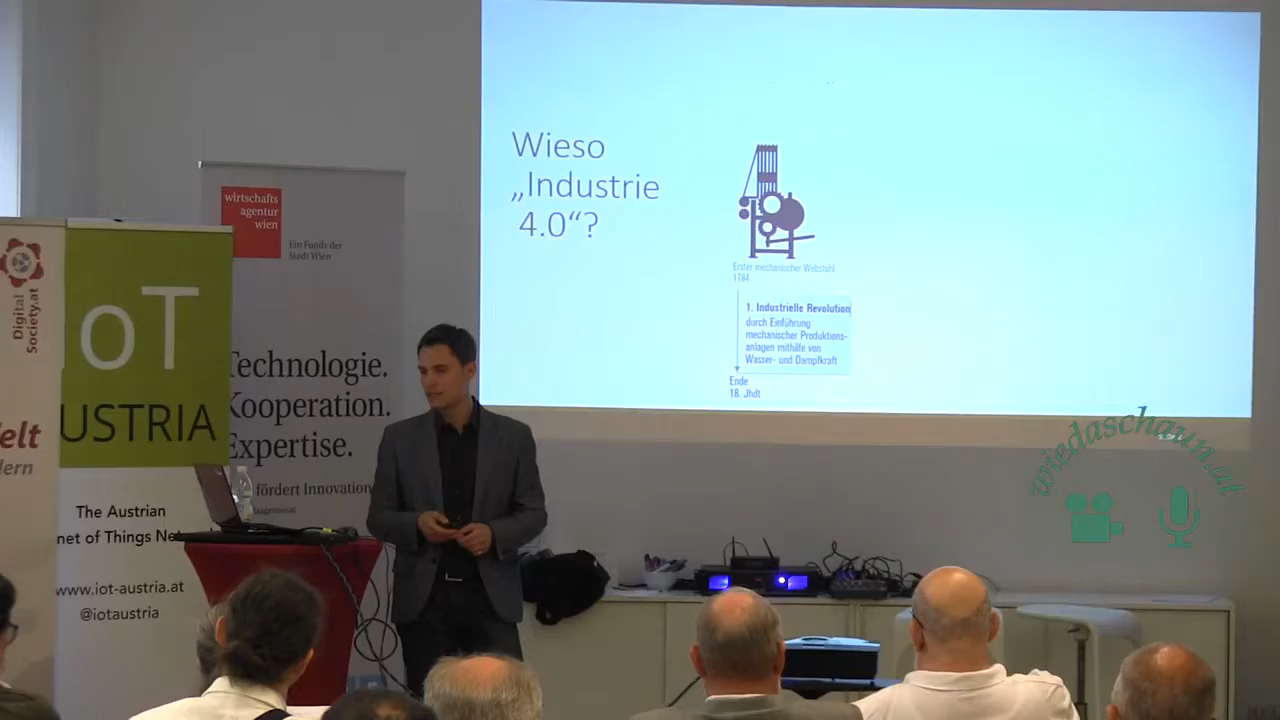 Wieso
„Industrie
4.0“?
Erster mechanischer Webstuhl
1784
1. Industrielle Revolution
durch Einführung
mechanischer Produktions-
anlagen mithilfe von
Wasser- und Dampfkraft
Ende
18. Jhdt
wirtschafts
agentur
wien
Ein Fonds der
Stadt Wien
Technologie.
Kooperation.
Expertise.
fördert Innovation
Digital
Society.at
IoT
USTRIA
The Austrian
net of Things Ne
www.iot-austria.at
@iotaustria
elt
dern
wiedaschaun.at